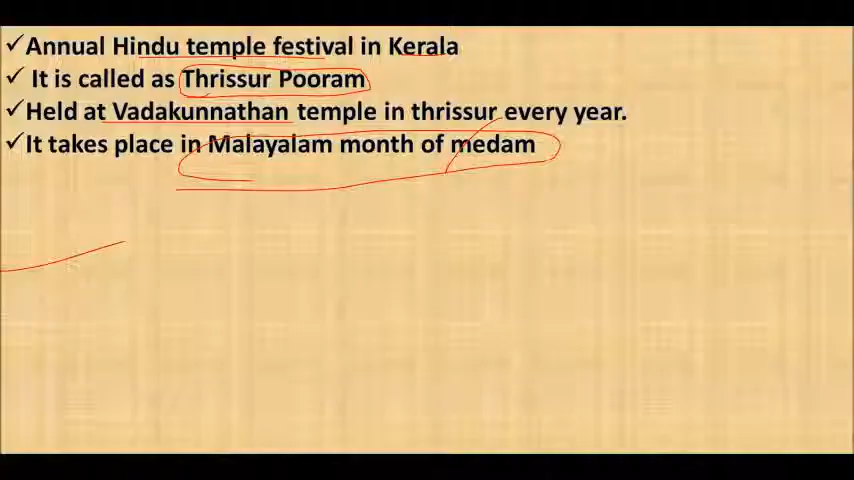 ✓Annual Hindu temple festival in Kerala
✓ It is called as Thrissur Pooram
✓Held at Vadakunnathan temple in thrissur every year.
✓It takes place in Malayalam month of medam